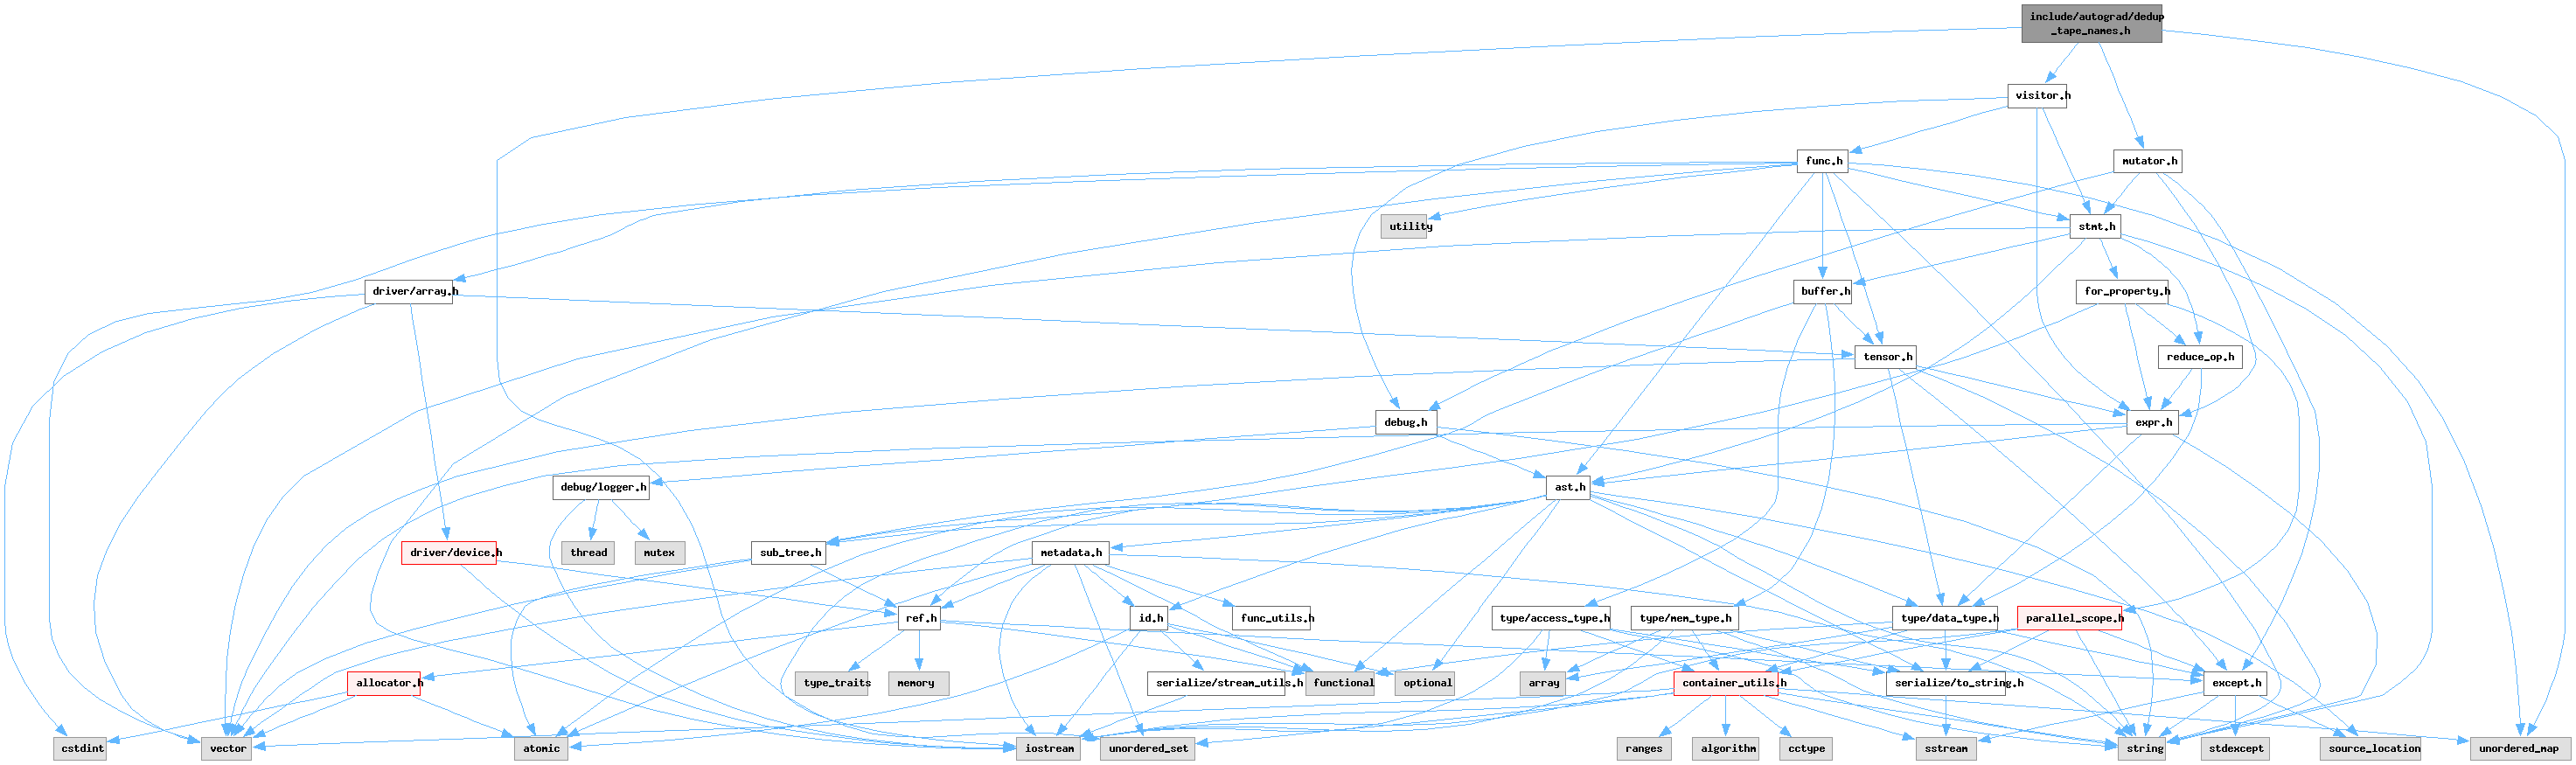 include/autograd/dedup
_tape_names.h
visitor.h
func.h
mutator.h
utility
stmt.h
driver/array.h
buffer.h
for_property.h
tensor.h
reduce_op.h
debug.h
expr.h
debug/logger.h
ast.h
thread
mutex
driver/device.h
sub_tree.h
metadata.h
ref.h
id.h
func_utils.h
type/access_type.h
type/mem_type.h
type/data_type.h
parallel_scope.h
allocator.h
type_traits
memory
serialize/stream_utils.h
functional
optional
array
container_utils.h
serialize/to_string.h
except.h
cstdint
vector
atomic
iostream
unordered_set
ranges
algorithm
cctype
sstream
string
stdexcept
source_location
unordered_map